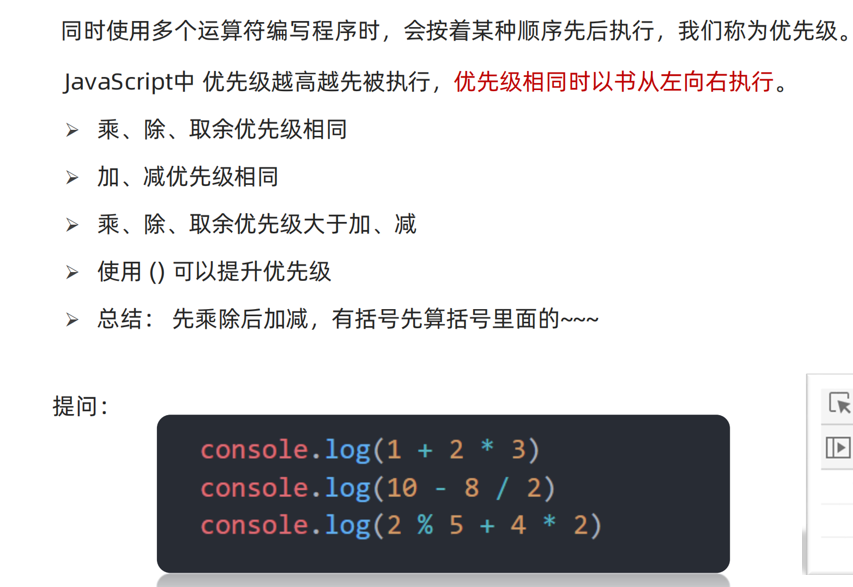 同时使用多个运算符编写程序时，会按着某种顺序先后执行，我们称为优先级。
JavaScript中 优先级越高越先被执行，优先级相同时以书从左向右执行。
➢ 乘、除、取余优先级相同
➢ 加、减优先级相同
➢ 乘、除、取余优先级大于加、减
➢ 使用 () 可以提升优先级
➢ 总结： 先乘除后加减，有括号先算括号里面的~~~
提问：
console.log(1 + 2 * 3)
console.log(10 - 8 / 2)
console.log(2 % 5 + 4 * 2)